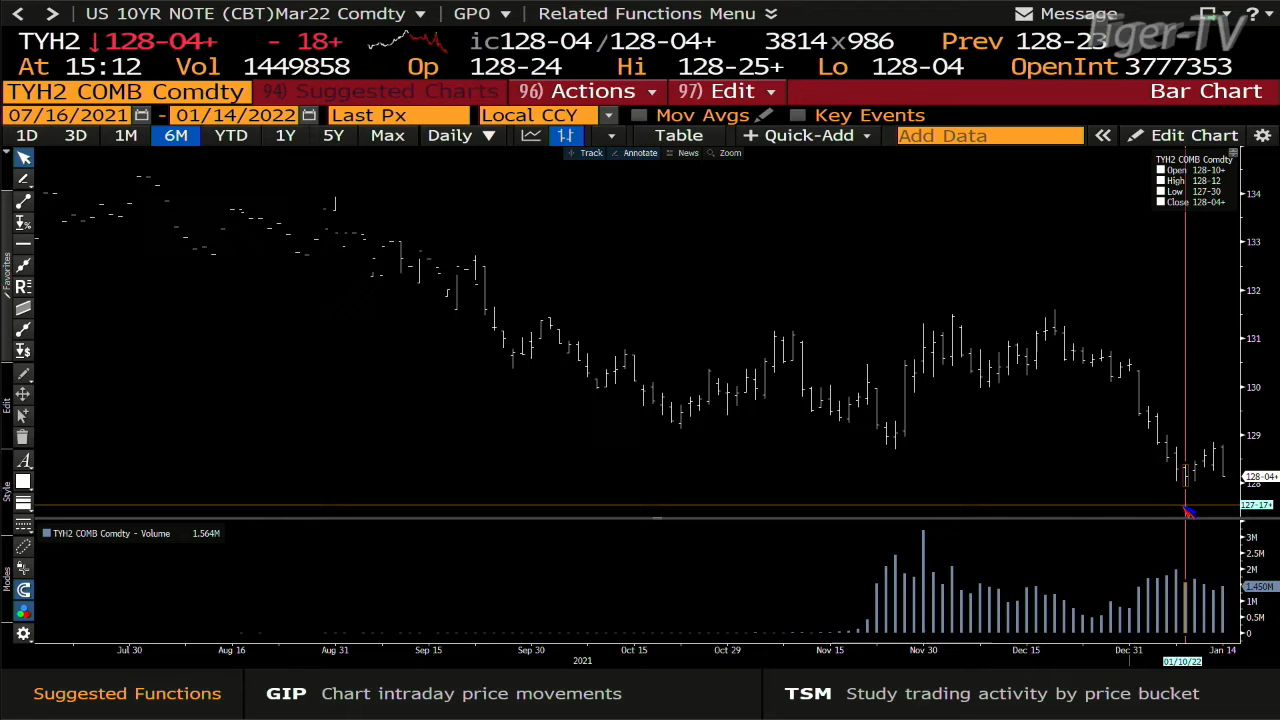 US 10YR NOTE (CBT)Mar22 Comdty GPO Related Functions Menu Message ?
Tiger-TV
TYH2 ↓128-04+ - 18+ ic128-04/128-04+ 3814x986 Prev 128-23
At 15:12 Vol 1449858 Op 128-24 Hi 128-25+ Lo 128-04 OpenInt 3777353
TYH2 COMB Comdty 94) Suggested Charts 96) Actions 97) Edit Bar Chart
07/16/2021 - 01/14/2022 Last Px Local CCY Mov Avgs Key Events
1D 3D 1M 6M YTD 1Y 5Y Max Daily ▼ Table + Quick-Add Add Data « Edit Chart
Track Annotate News Zoom
TYH2 COMB Comdty
Open 128-10+
High 128-12
Low 127-30
Close 128-04+
134
133
132
131
130
129
128-04+
128
127-17+
Favorites
Edit
Style
Modes
TYH2 COMB Comdty - Volume 1.564M
3M
2.5M
2M
1.450M
1M
0.5M
0
Jul 30 Aug 16 Aug 31 Sep 15 Sep 30 Oct 15 Oct 29 Nov 15 Nov 30 Dec 15 Dec 31 Jan 14
2021 01/10/22
Suggested Functions GIP Chart intraday price movements TSM Study trading activity by price bucket